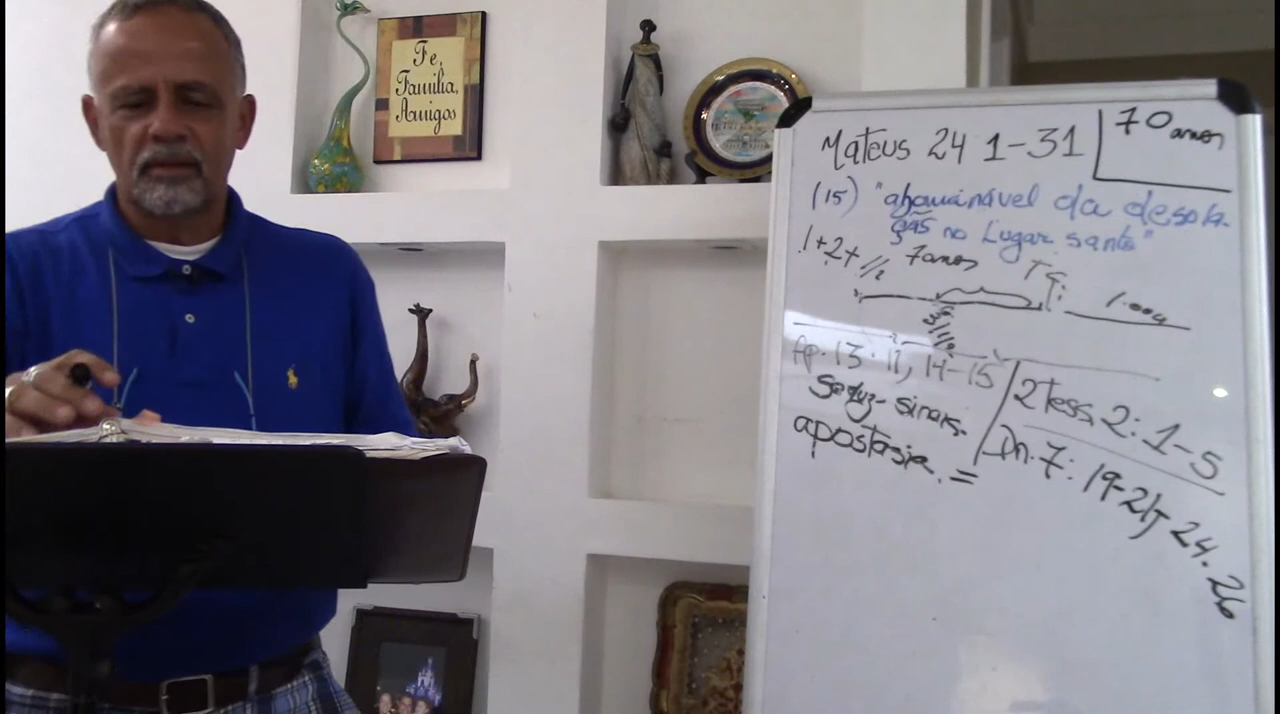 Fe,
Familia,
Amigos
Mateus 24 1-31
70 anos
(15) "abominável da desola-
ção no Lugar santo"
1+2+1/2 7 anos
1.000
Ap. 13:11, 14-15
Seduz- sinais.
apostasia. =
2 Tess 2:1-5
Dn. 7: 19-21, 24. 26